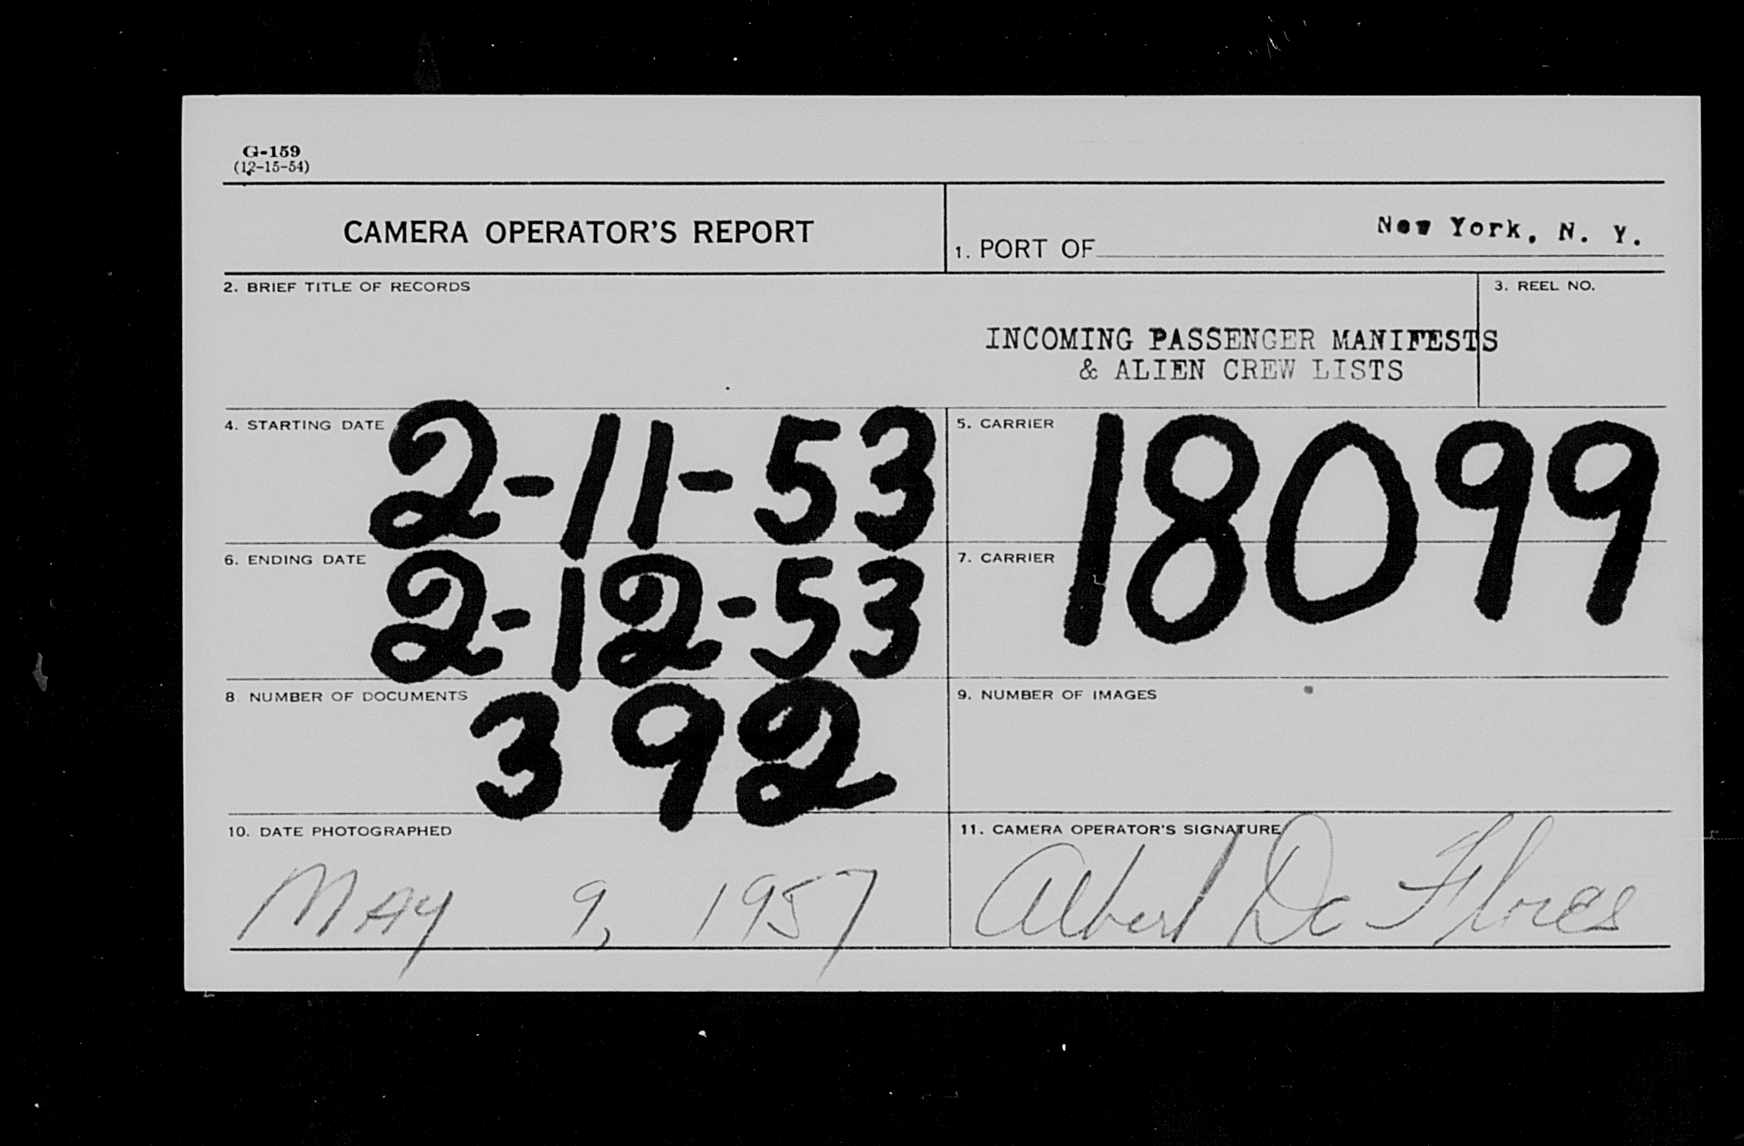 G-159
(12-15-54)
CAMERA OPERATOR'S REPORT
1. PORT OF New York, N. Y.
2. BRIEF TITLE OF RECORDS
3. REEL NO.
INCOMING PASSENGER MANIFESTS
& ALIEN CREW LISTS
4. STARTING DATE 2-11-53
5. CARRIER 18099
6. ENDING DATE 2-12-53
7. CARRIER
8 NUMBER OF DOCUMENTS 392
9. NUMBER OF IMAGES
10. DATE PHOTOGRAPHED
MAY 9, 1957
11. CAMERA OPERATOR'S SIGNATURE
Albert De Flores